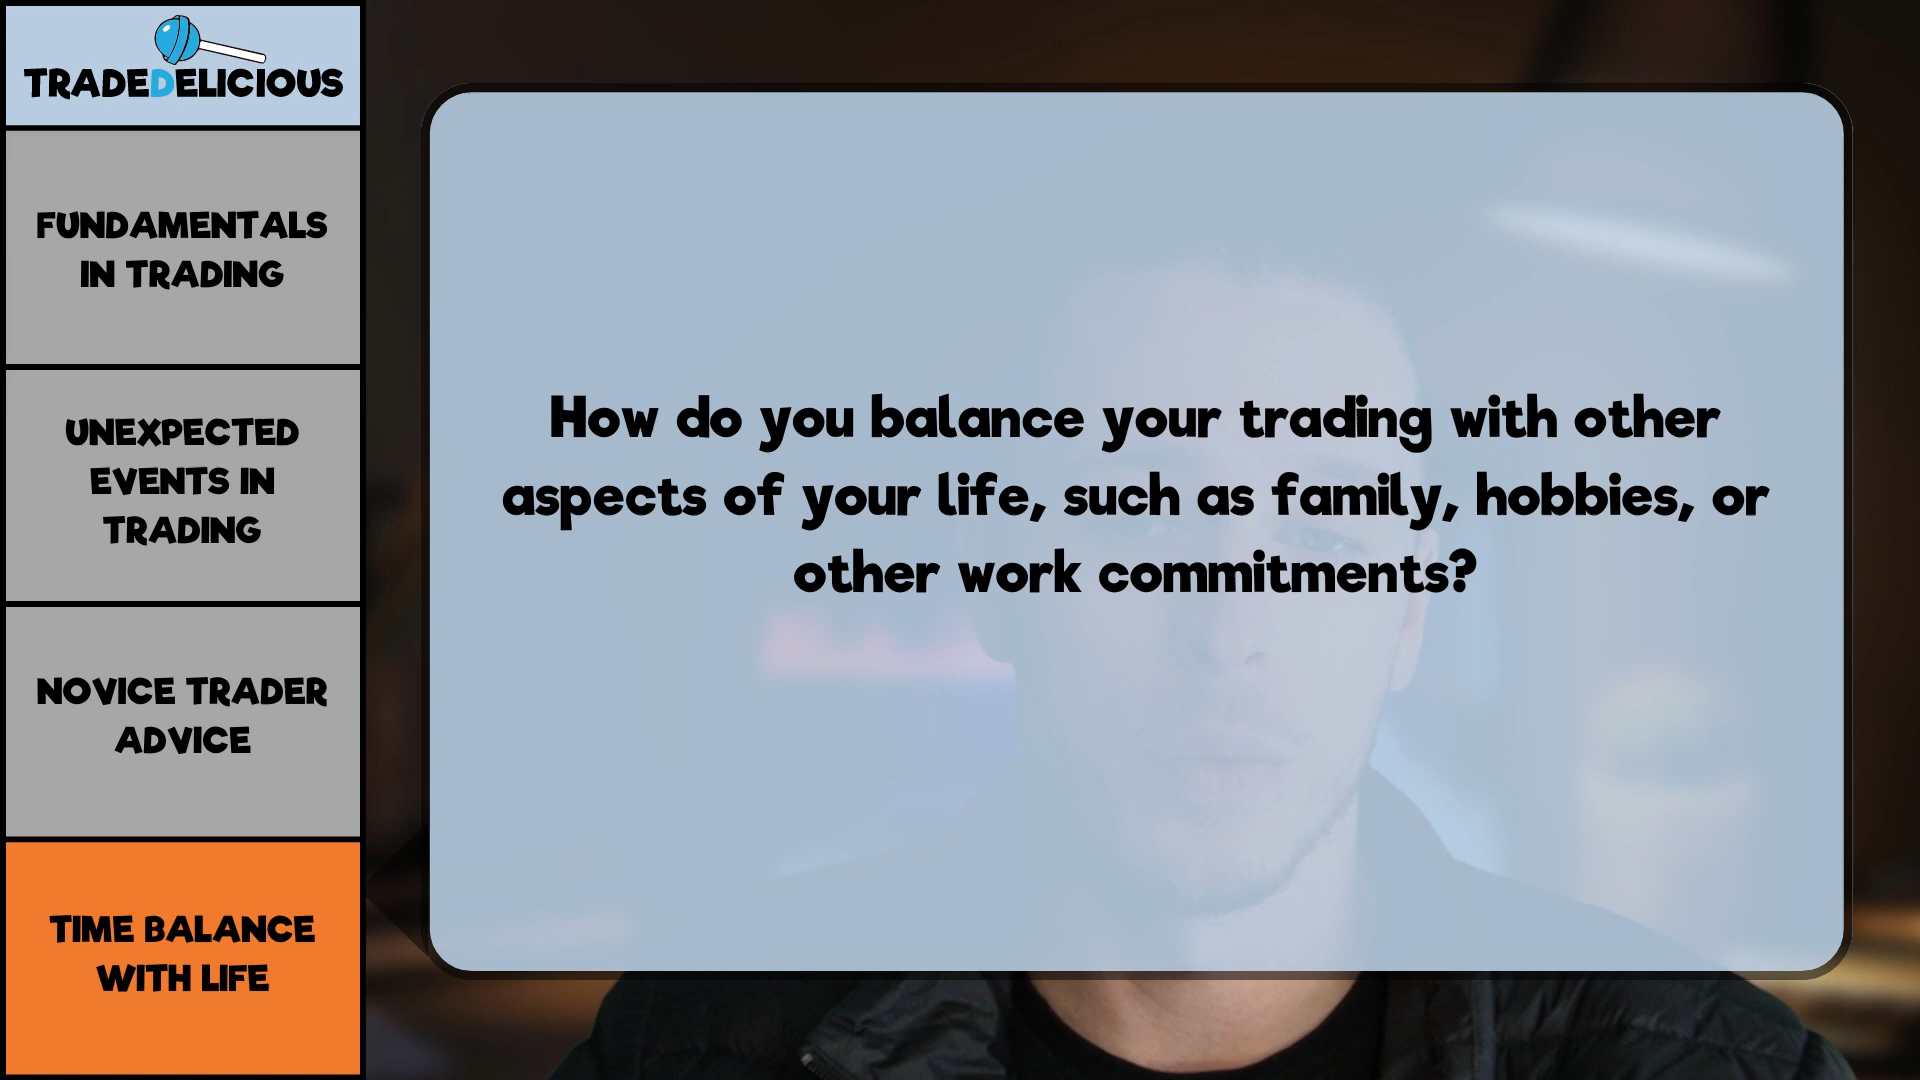 TRADEDELICIOUS
FUNDAMENTALS
IN TRADING
UNEXPECTED
EVENTS IN
TRADING
NOVICE TRADER
ADVICE
TIME BALANCE
WITH LIFE
How do you balance your trading with other
aspects of your life, such as family, hobbies, or
other work commitments?